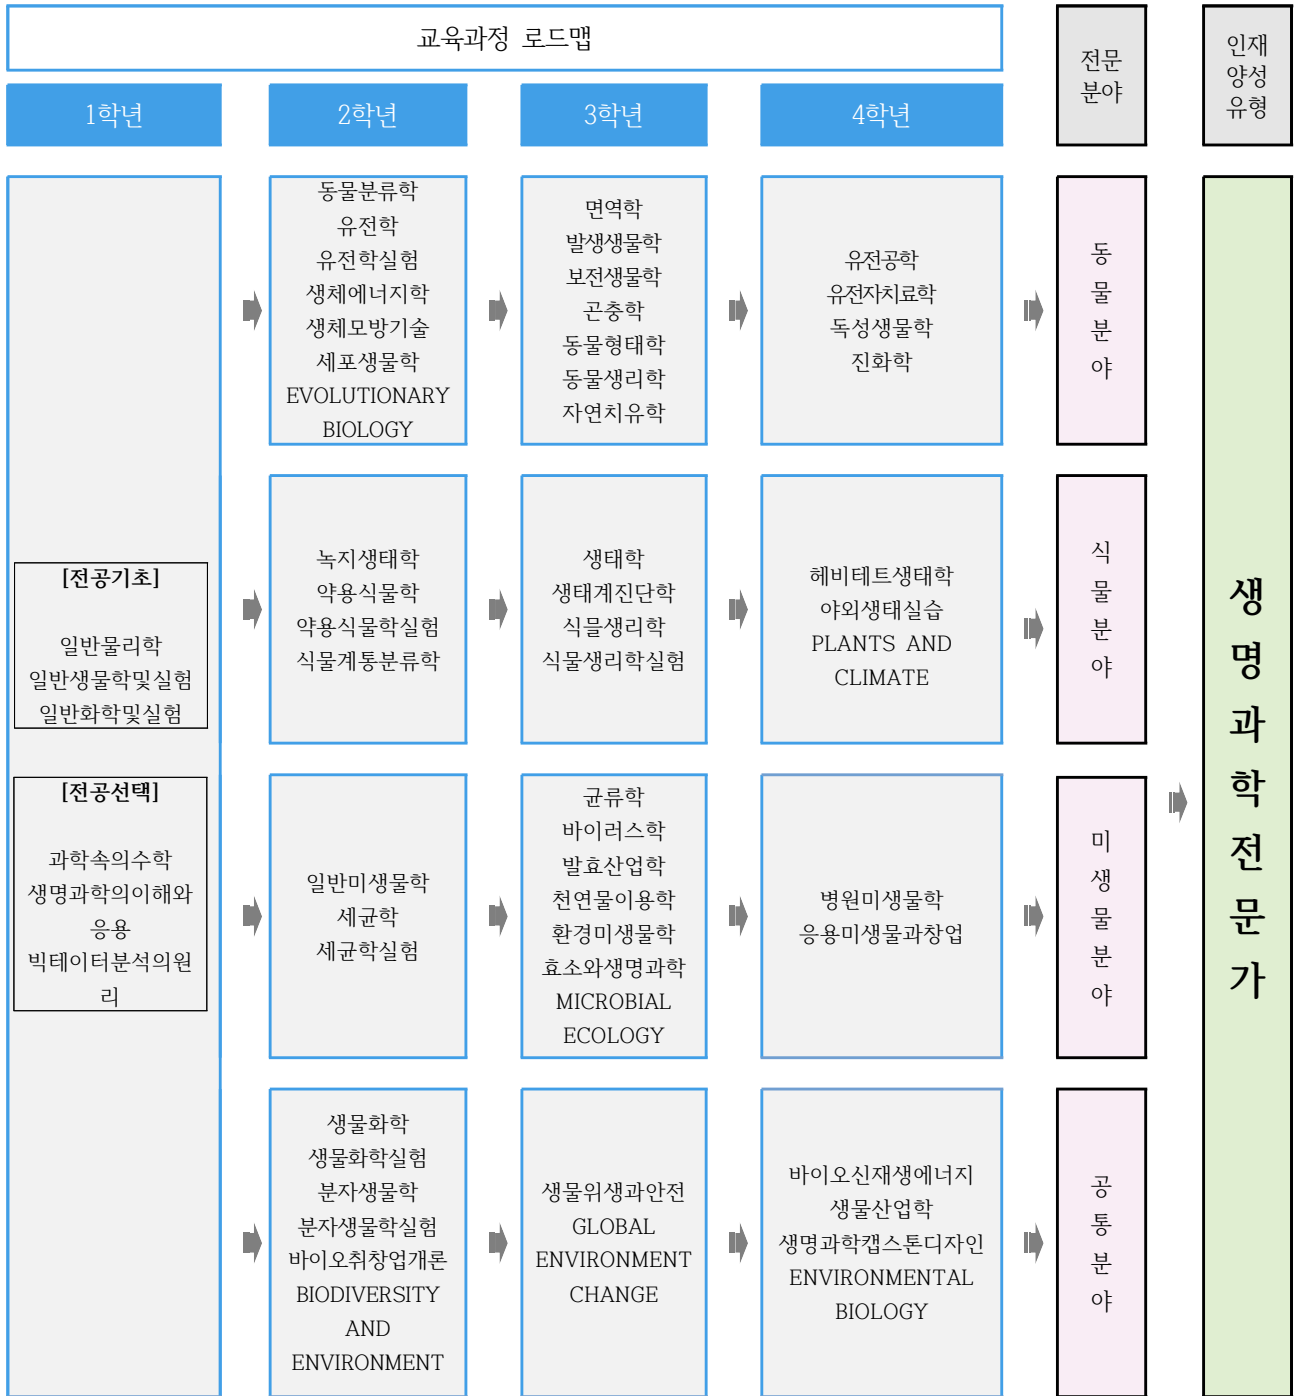 교육과정 로드맵
전문
분야
인재
양성
유형
1학년
2학년
3학년
4학년
[전공기초]
일반물리학
일반생물학및실험
일반화학및실험
[전공선택]
과학속의수학
생명과학의이해와
응용
빅테이터분석의원
리
동물분류학
유전학
유전학실험
생체에너지학
생체모방기술
세포생물학
EVOLUTIONARY
BIOLOGY
면역학
발생생물학
보전생물학
곤충학
동물형태학
동물생리학
자연치유학
유전공학
유전자치료학
독성생물학
진화학
동
물
분
야
녹지생태학
약용식물학
약용식물학실험
식물계통분류학
생태학
생태계진단학
식믈생리학
식물생리학실험
헤비테트생태학
야외생태실습
PLANTS AND
CLIMATE
식
물
분
야
일반미생물학
세균학
세균학실험
균류학
바이러스학
발효산업학
천연물이용학
환경미생물학
효소와생명과학
MICROBIAL
ECOLOGY
병원미생물학
응용미생물과창업
미
생
물
분
야
생물화학
생물화학실험
분자생물학
분자생물학실험
바이오취창업개론
BIODIVERSITY
AND
ENVIRONMENT
생물위생과안전
GLOBAL
ENVIRONMENT
CHANGE
바이오신재생에너지
생물산업학
생명과학캡스톤디자인
ENVIRONMENTAL
BIOLOGY
공
통
분
야
생
명
과
학
전
문
가